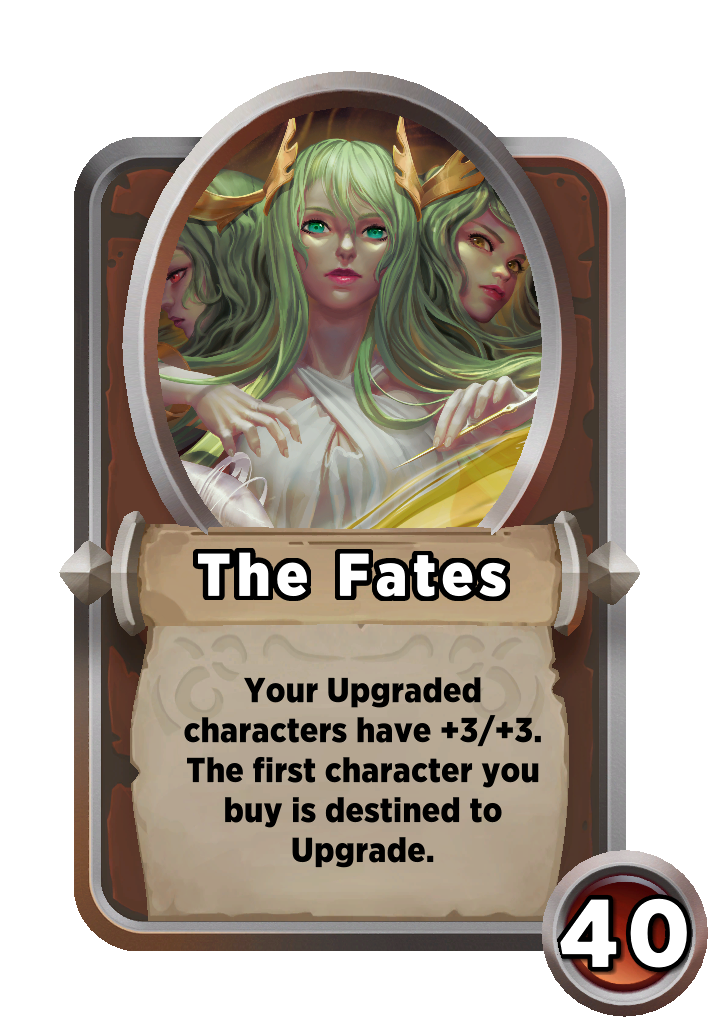 The Fates
Your Upgraded
characters have +3/+3.
The first character you
buy is destined to
Upgrade.
40